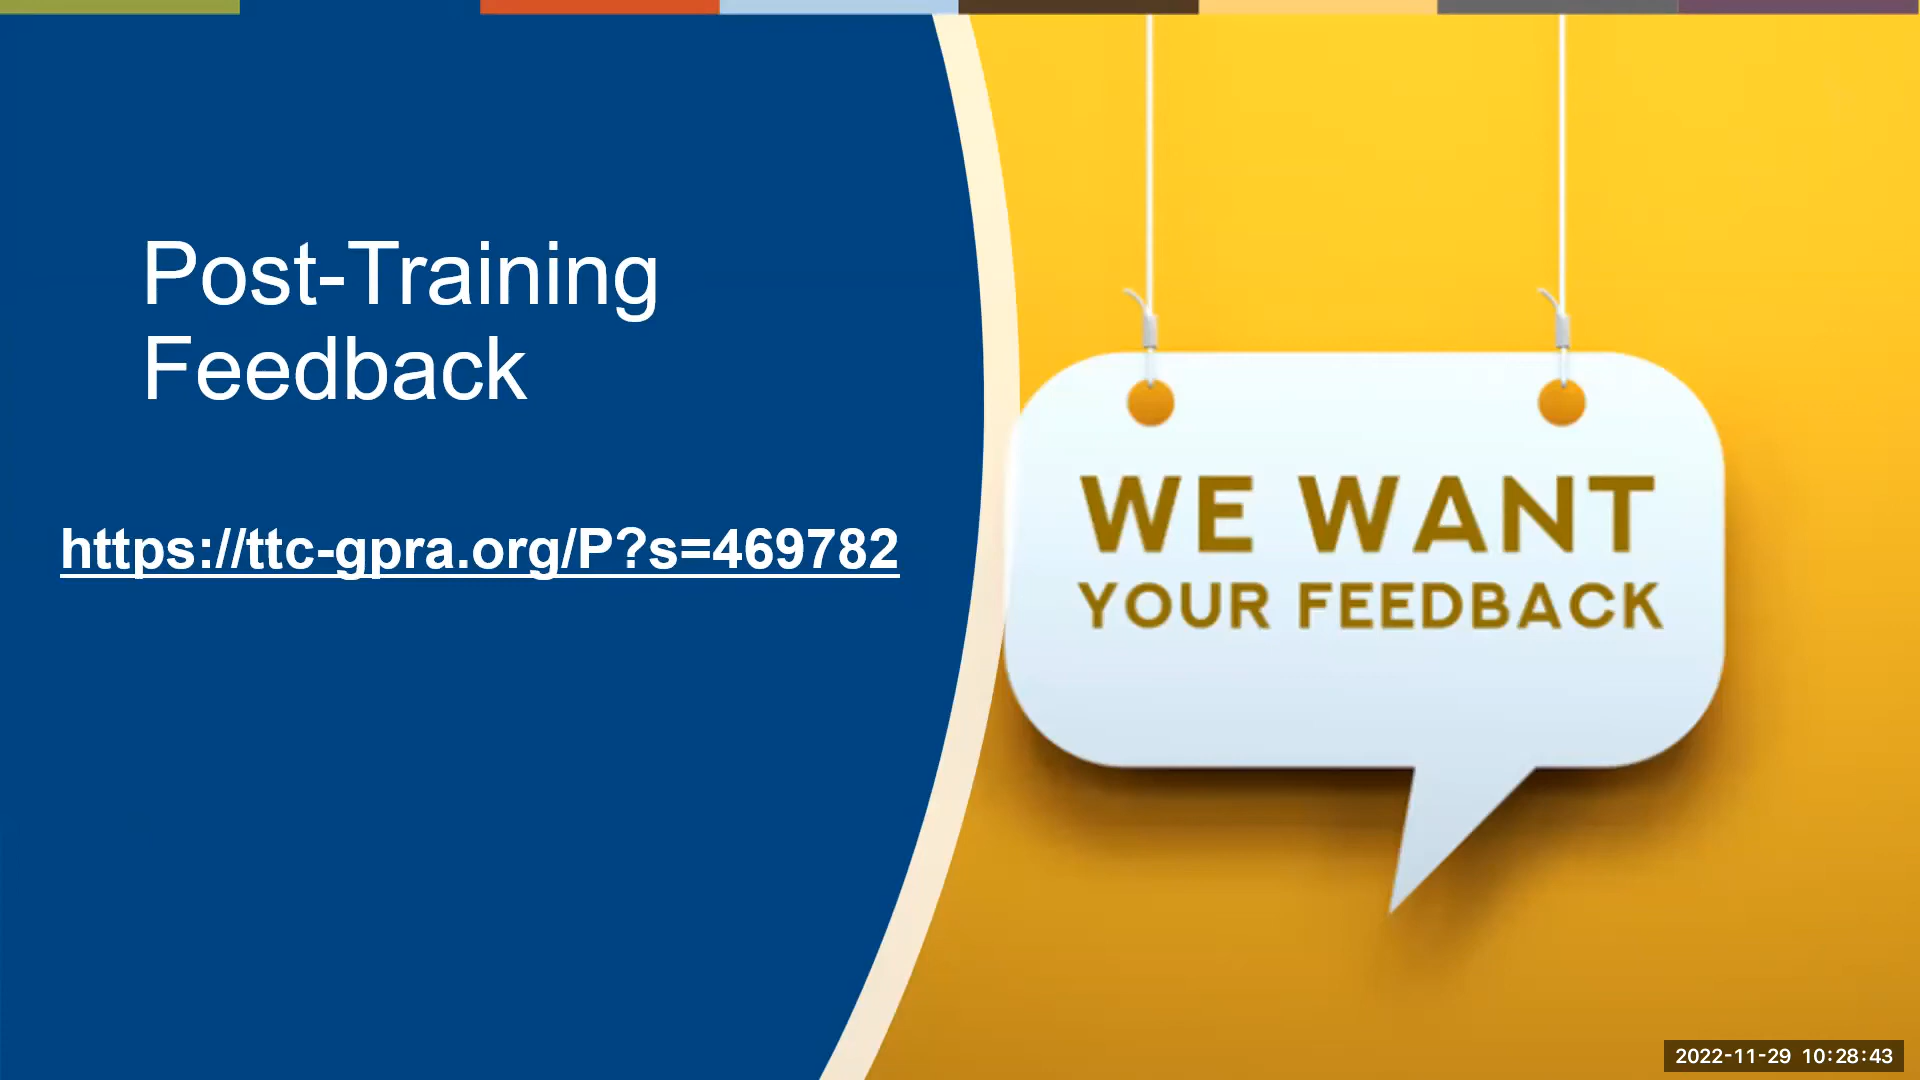 Post-Training
Feedback
https://ttc-gpra.org/P?s=469782
WE WANT
YOUR FEEDBACK
2022-11-29 10:28:43